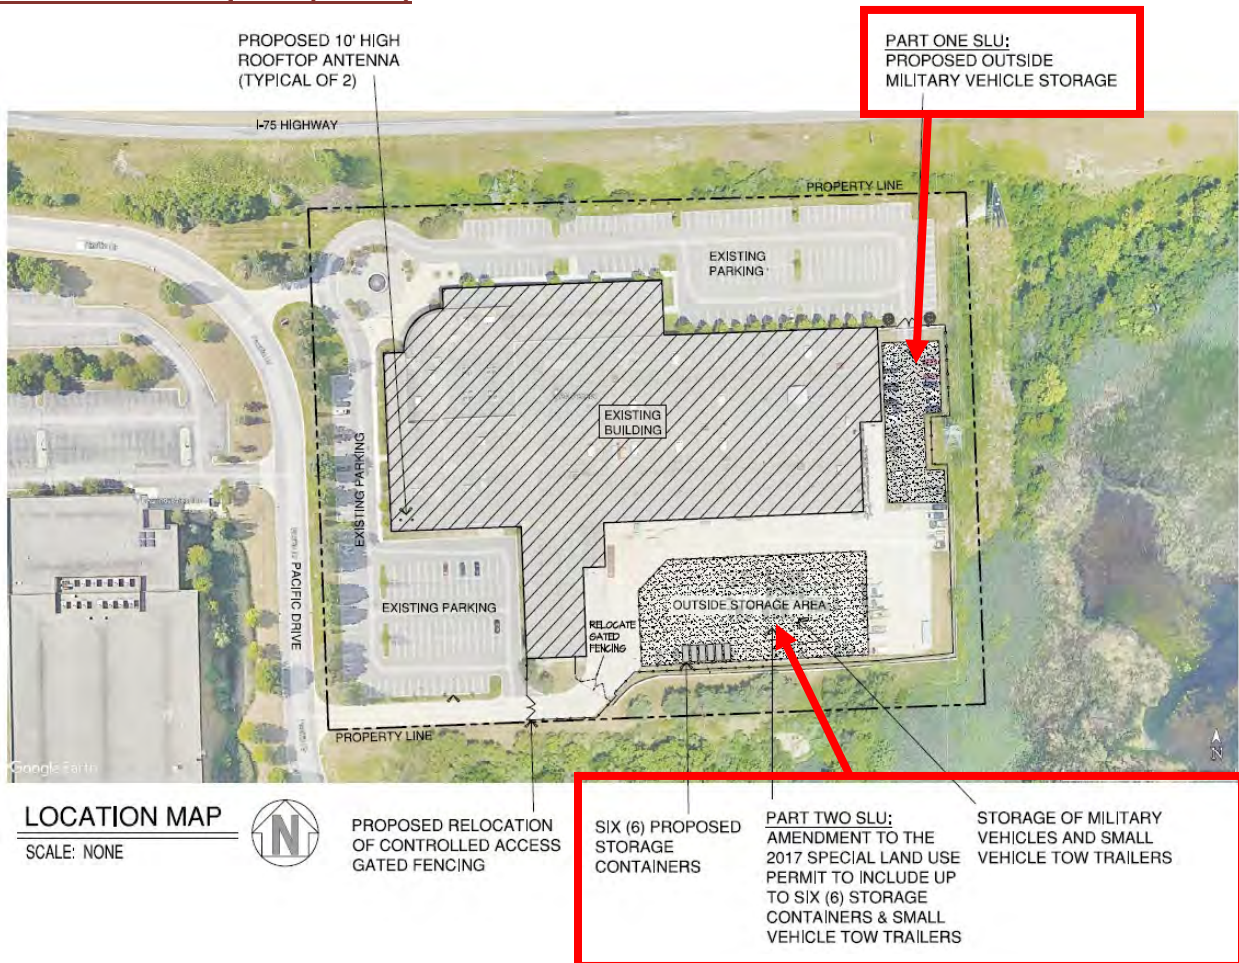 PROPOSED 10' HIGH
ROOFTOP ANTENNA
(TYPICAL OF 2)
PART ONE SLU:
PROPOSED OUTSIDE
MILITARY VEHICLE STORAGE
I-75 HIGHWAY
PROPERTY LINE
EXISTING
PARKING
EXISTING
BUILDING
EXISTING PARKING
PACIFIC DRIVE
EXISTING PARKING
OUTSIDE STORAGE AREA
RELOCATE
GATED
FENCING
PROPERTY LINE
Google Earth
N
LOCATION MAP
SCALE: NONE
N
PROPOSED RELOCATION
OF CONTROLLED ACCESS
GATED FENCING
SIX (6) PROPOSED
STORAGE
CONTAINERS
PART TWO SLU:
AMENDMENT TO THE
2017 SPECIAL LAND USE
PERMIT TO INCLUDE UP
TO SIX (6) STORAGE
CONTAINERS & SMALL
VEHICLE TOW TRAILERS
STORAGE OF MILITARY
VEHICLES AND SMALL
VEHICLE TOW TRAILERS